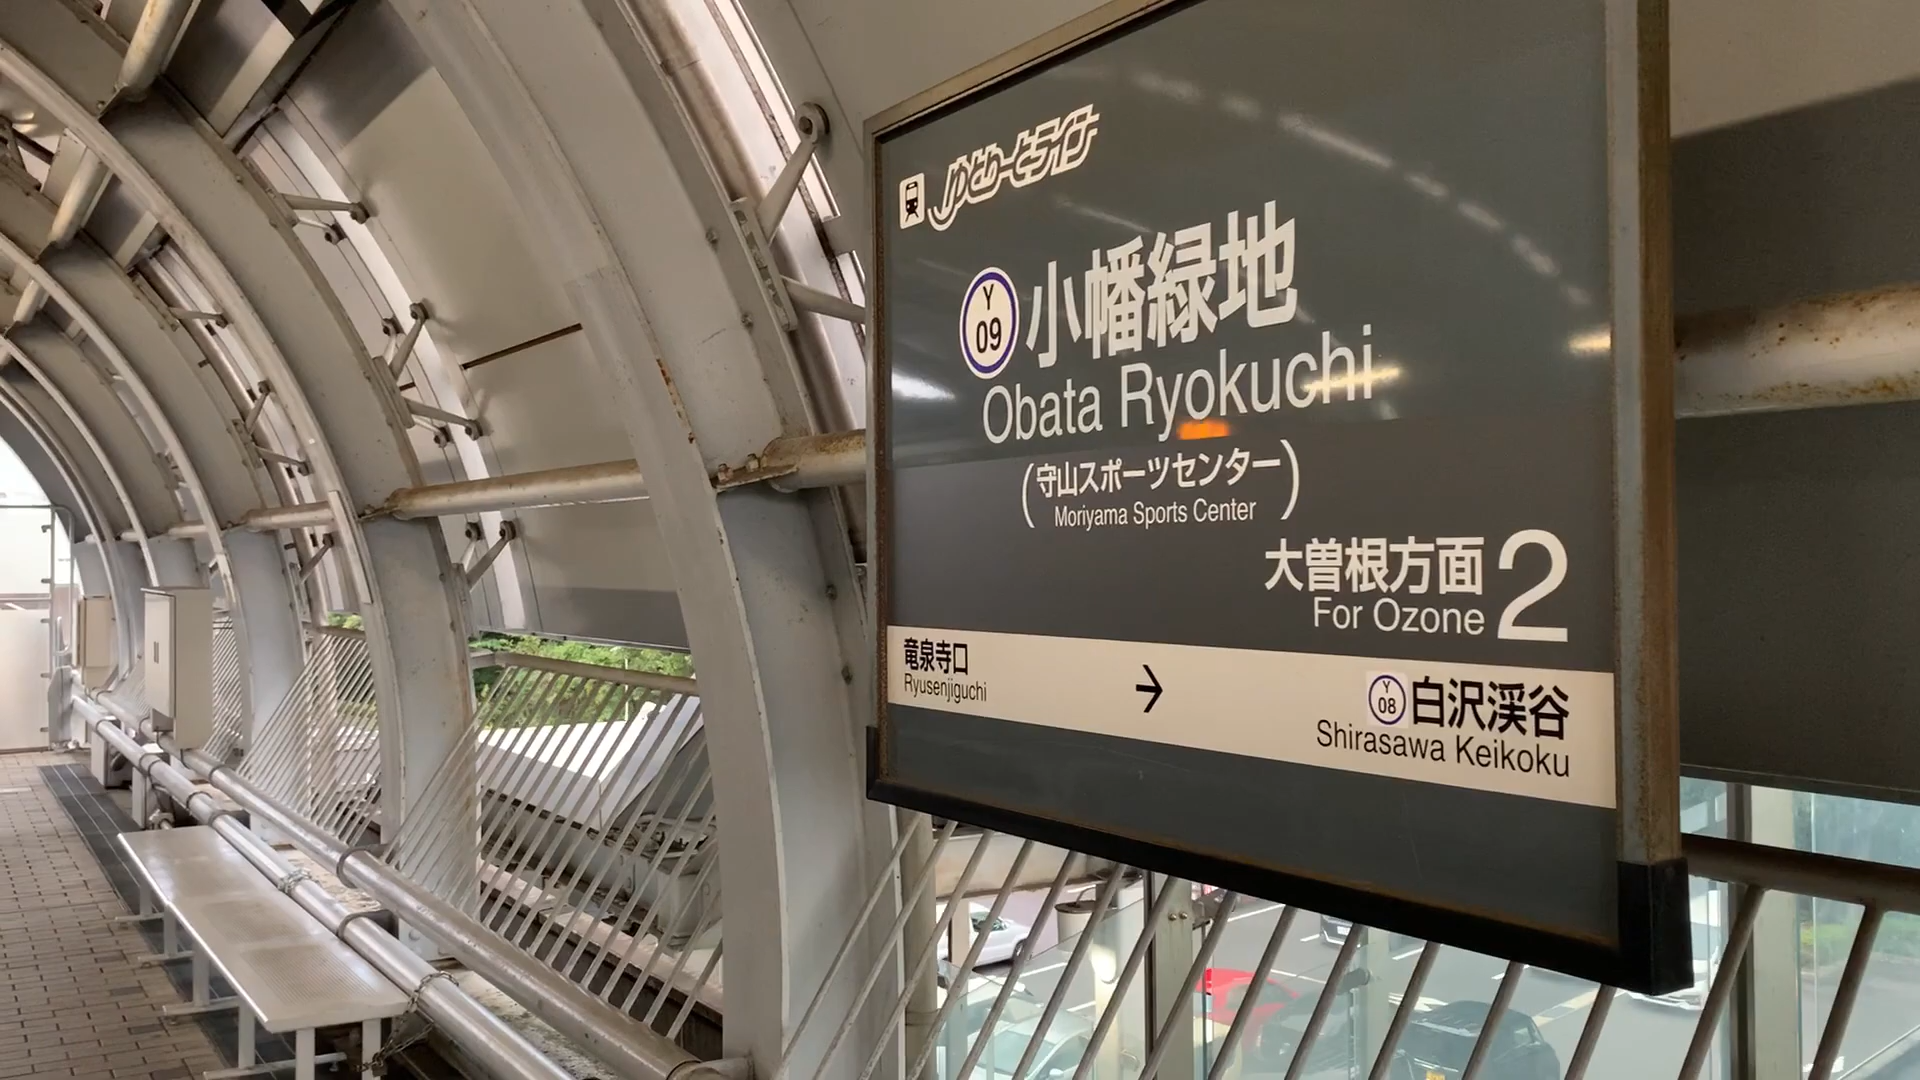 ゆとりーとライン
Y
09
小幡緑地
Obata Ryokuchi
(守山スポーツセンター)
Moriyama Sports Center
大曽根方面 2
For Ozone
竜泉寺口
Ryusenjiguchi
→
Y
08
白沢渓谷
Shirasawa Keikoku